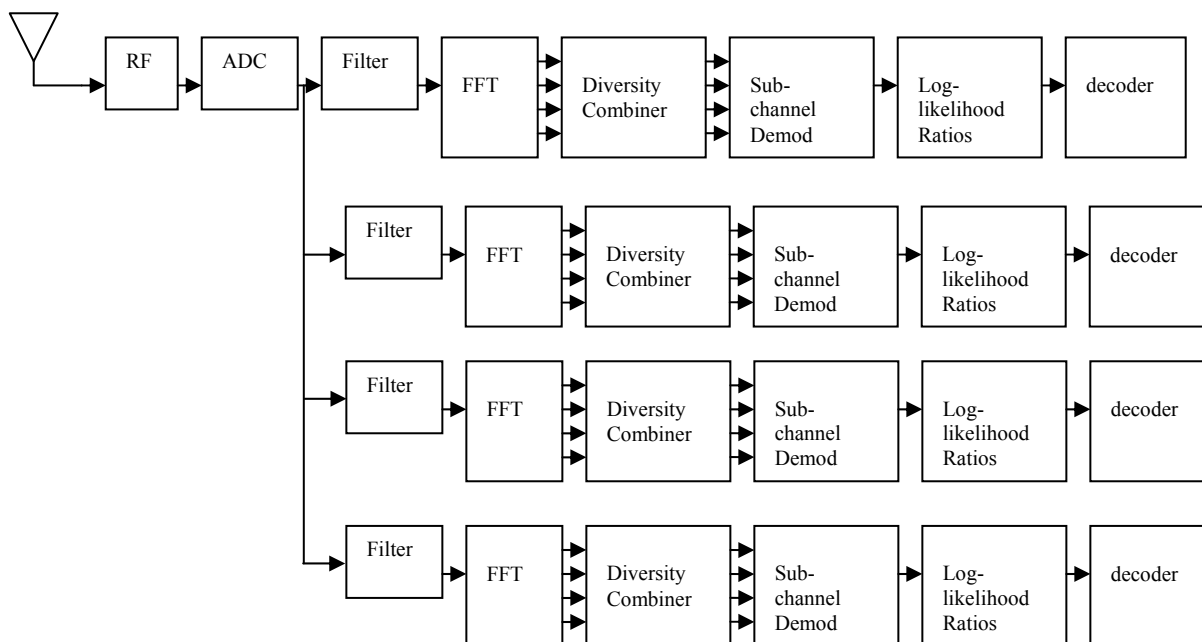 RF
ADC
Filter
FFT
Diversity
Combiner
Sub-
channel
Demod
Log-
likelihood
Ratios
decoder
Filter
FFT
Diversity
Combiner
Sub-
channel
Demod
Log-
likelihood
Ratios
decoder
Filter
FFT
Diversity
Combiner
Sub-
channel
Demod
Log-
likelihood
Ratios
decoder
Filter
FFT
Diversity
Combiner
Sub-
channel
Demod
Log-
likelihood
Ratios
decoder